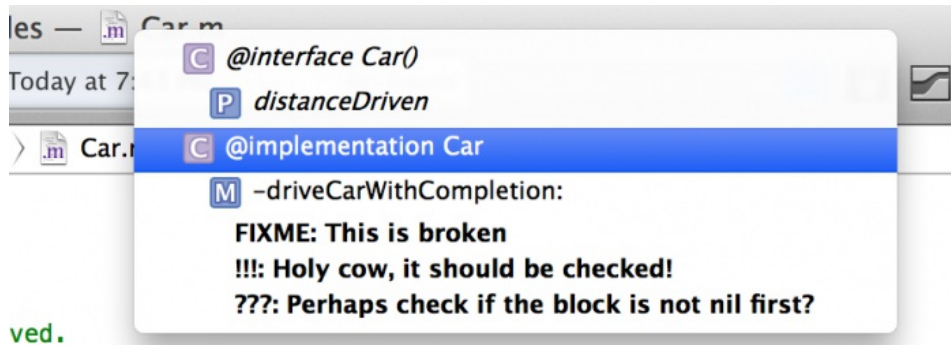 les — .m Car.m
C @interface Car()
Today at 7:
P distanceDriven
.m Car.
C @implementation Car
M -driveCarWithCompletion:
FIXME: This is broken
!!!: Holy cow, it should be checked!
???: Perhaps check if the block is not nil first?
ved.